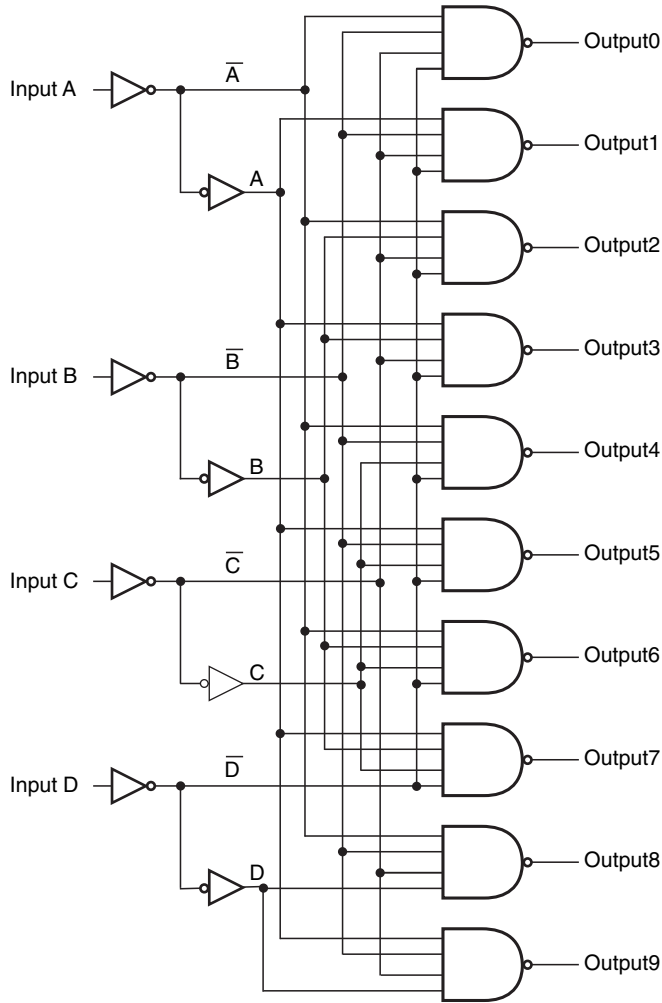 Output0
Input A
A̅
Output1
A
Output2
Output3
Input B
B̅
Output4
B
Output5
Input C
C̅
Output6
C
Output7
Input D
D̅
Output8
D
Output9